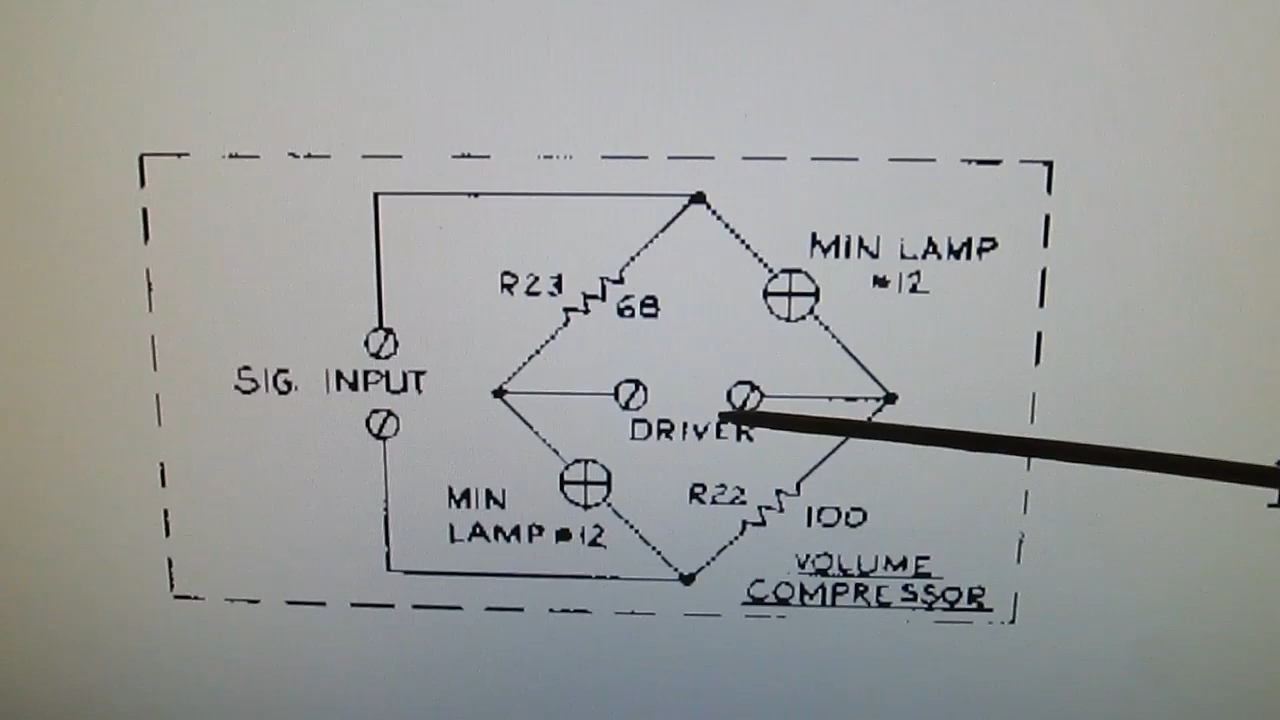 MIN LAMP
#12
R23
68
SIG. INPUT
DRIVER
MIN
LAMP #12
R22
100
VOLUME
COMPRESSOR